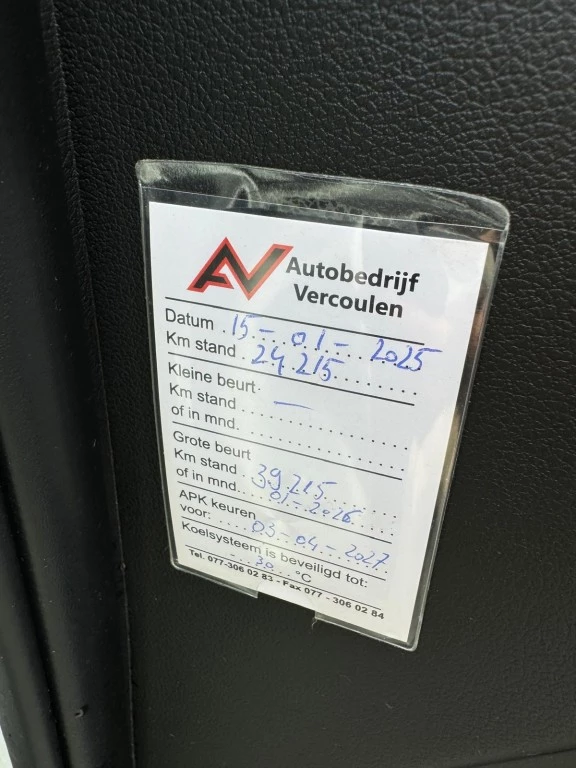 AV Autobedrijf
Vercoulen
Datum . 15 - 01 - 2025
Km stand . 24.215
Kleine beurt -
Km stand
of in mnd.
Grote beurt
Km stand 39.215
of in mnd. 01-2026
APK keuren
voor: 03-04-2027
Koelsysteem is beveiligd tot:
- 30 °C
Tel. 077-306 02 83 - Fax 077 - 306 02 84